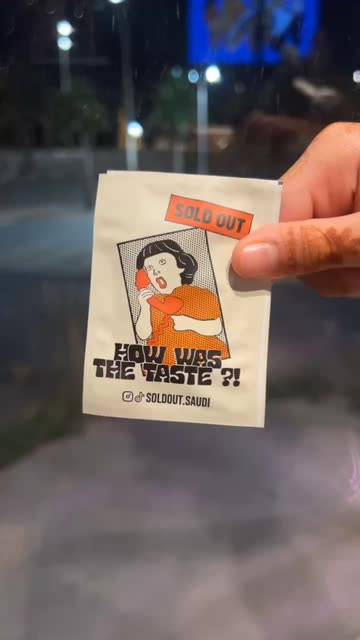 SOLD OUT
HOW WAS
THE TASTE ?!
SOLDOUT.SAUDI